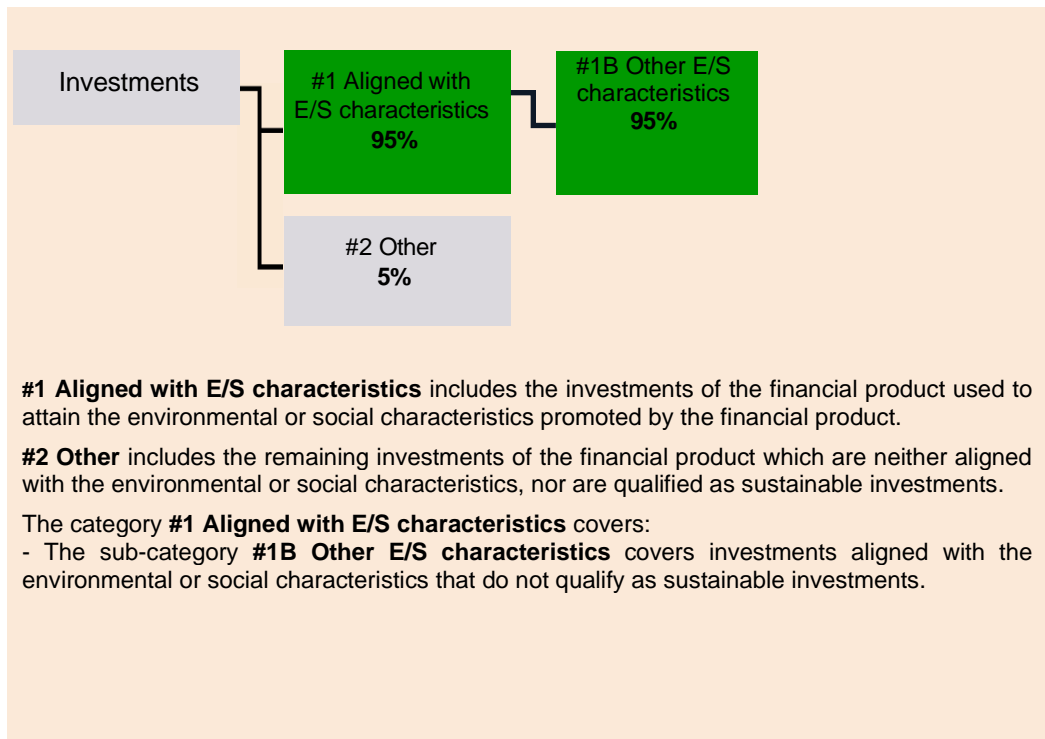 Investments
#1 Aligned with
E/S characteristics
95%
#1B Other E/S
characteristics
95%
#2 Other
5%
#1 Aligned with E/S characteristics includes the investments of the financial product used to
attain the environmental or social characteristics promoted by the financial product.
#2 Other includes the remaining investments of the financial product which are neither aligned
with the environmental or social characteristics, nor are qualified as sustainable investments.
The category #1 Aligned with E/S characteristics covers:
- The sub-category #1B Other E/S characteristics covers investments aligned with the
environmental or social characteristics that do not qualify as sustainable investments.